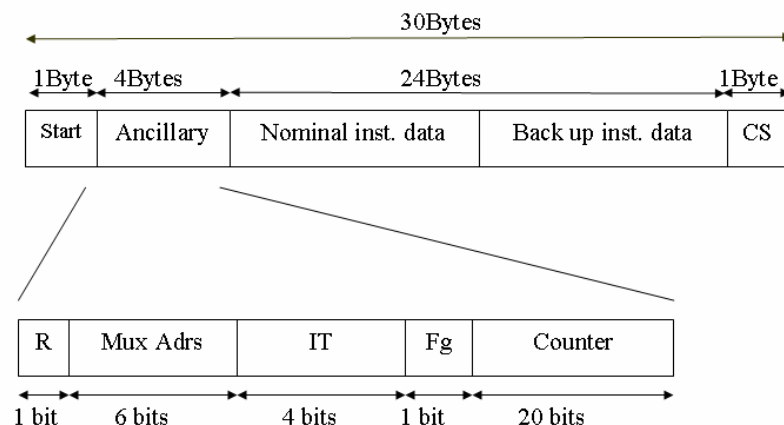 30Bytes
1Byte 4Bytes 24Bytes 1Byte
Start Ancillary Nominal inst. data Back up inst. data CS
R Mux Adrs IT Fg Counter
1 bit 6 bits 4 bits 1 bit 20 bits